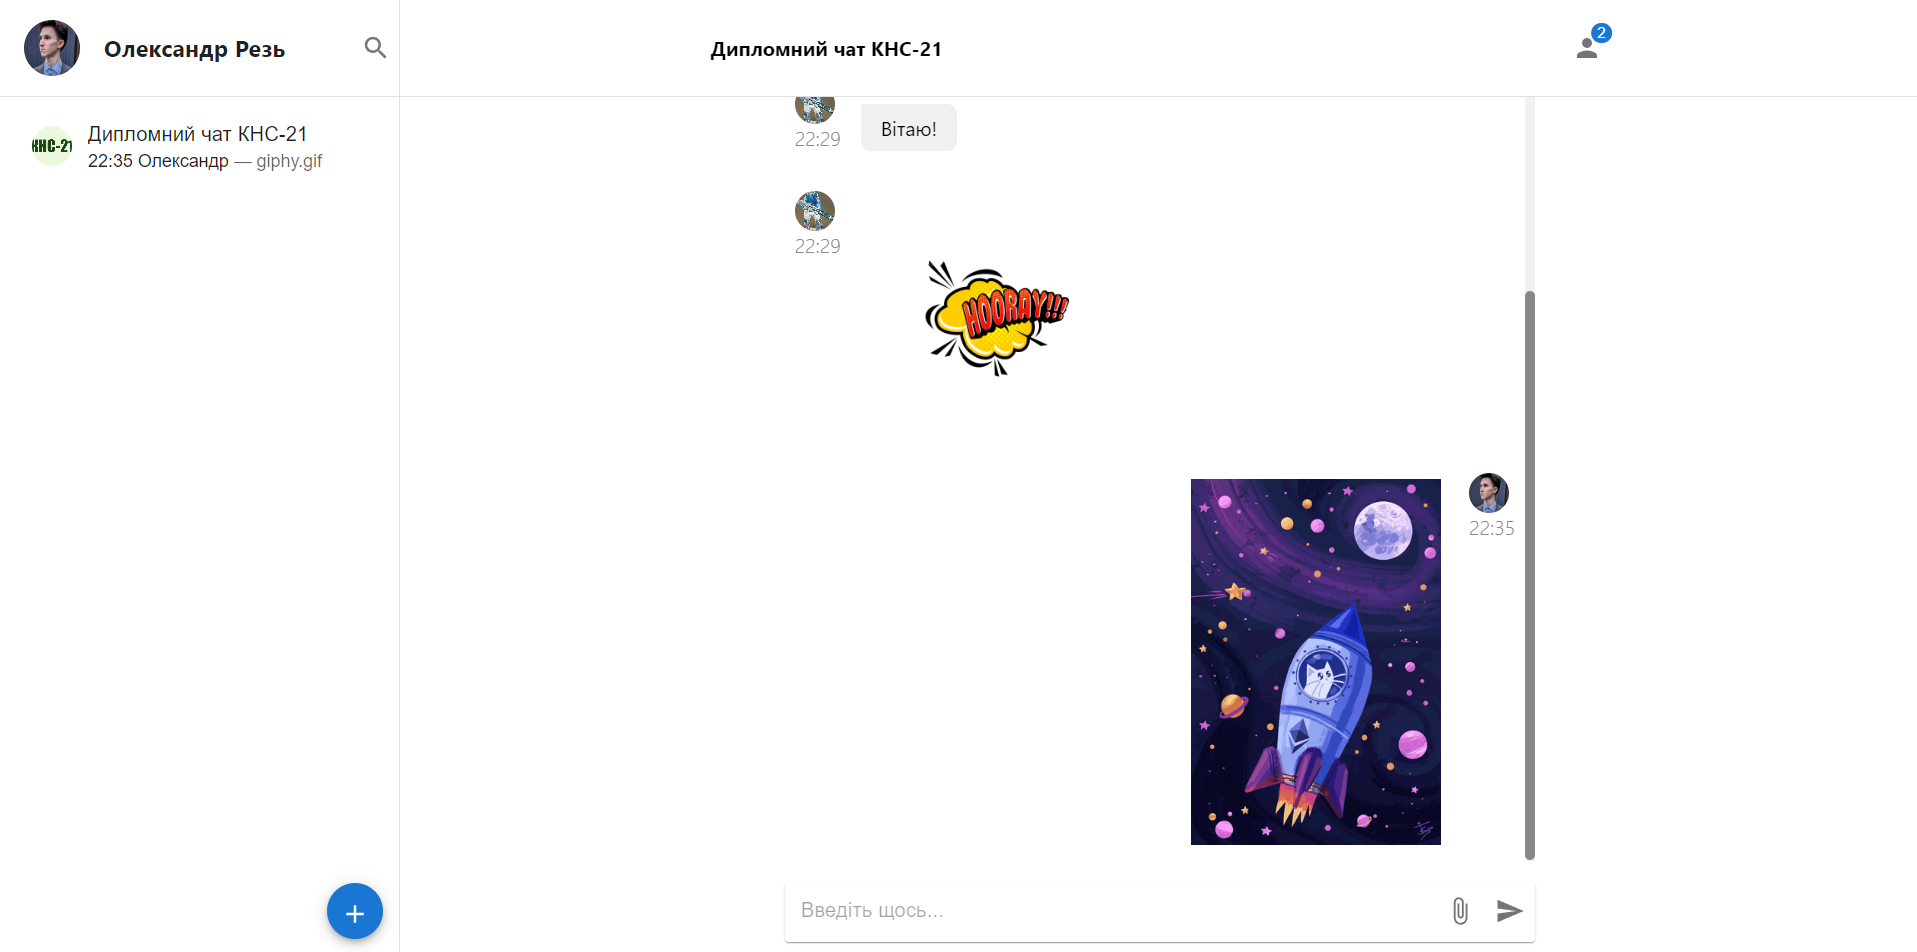 Олександр Резь
Дипломний чат КНС-21
2
КНС-21
Дипломний чат КНС-21
22:35 Олександр — giphy.gif
22:29
Вітаю!
22:29
HOORAY!!!
22:35
Введіть щось...